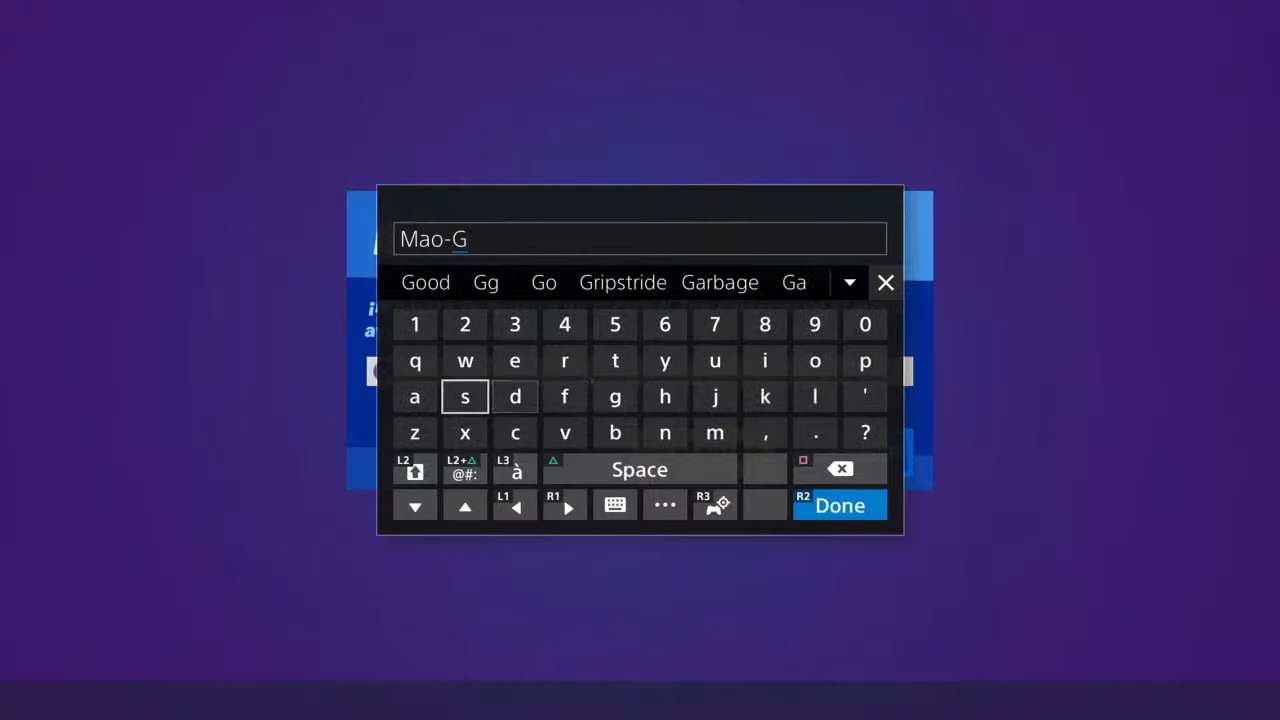 Mao-G
Good Gg Go Gripstride Garbage Ga
1 2 3 4 5 6 7 8 9 0
q w e r t y u i o p
a s d f g h j k l '
z x c v b n m , . ?
L2 L2+△ @#: L3 à △ Space □
L1 R1 ... R3 R2 Done